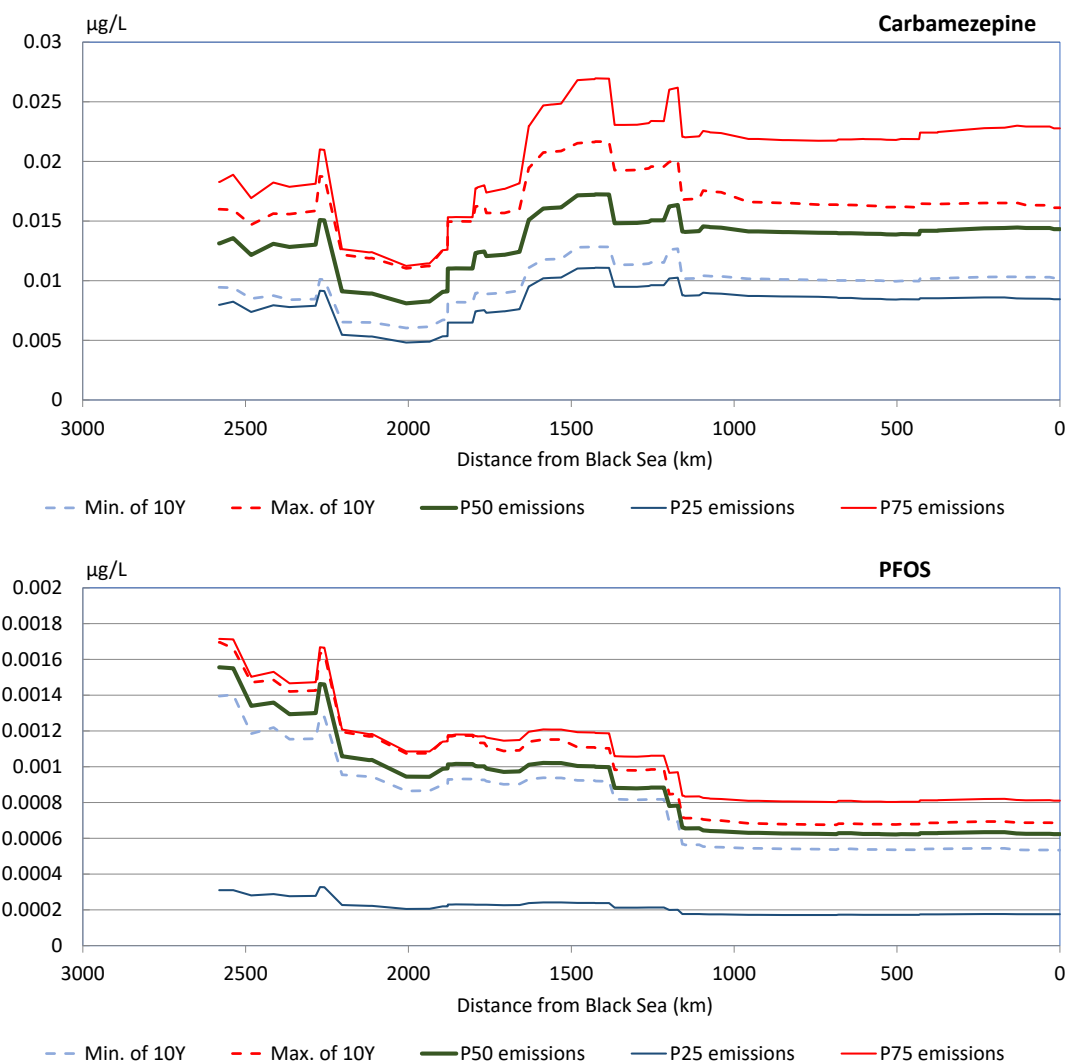 µg/L Carbamezepine
0.03
0.025
0.02
0.015
0.01
0.005
0
3000 2500 2000 1500 1000 500 0
Distance from Black Sea (km)
Min. of 10Y Max. of 10Y P50 emissions P25 emissions P75 emissions
µg/L PFOS
0.002
0.0018
0.0016
0.0014
0.0012
0.001
0.0008
0.0006
0.0004
0.0002
0
3000 2500 2000 1500 1000 500 0
Distance from Black Sea (km)
Min. of 10Y Max. of 10Y P50 emissions P25 emissions P75 emissions